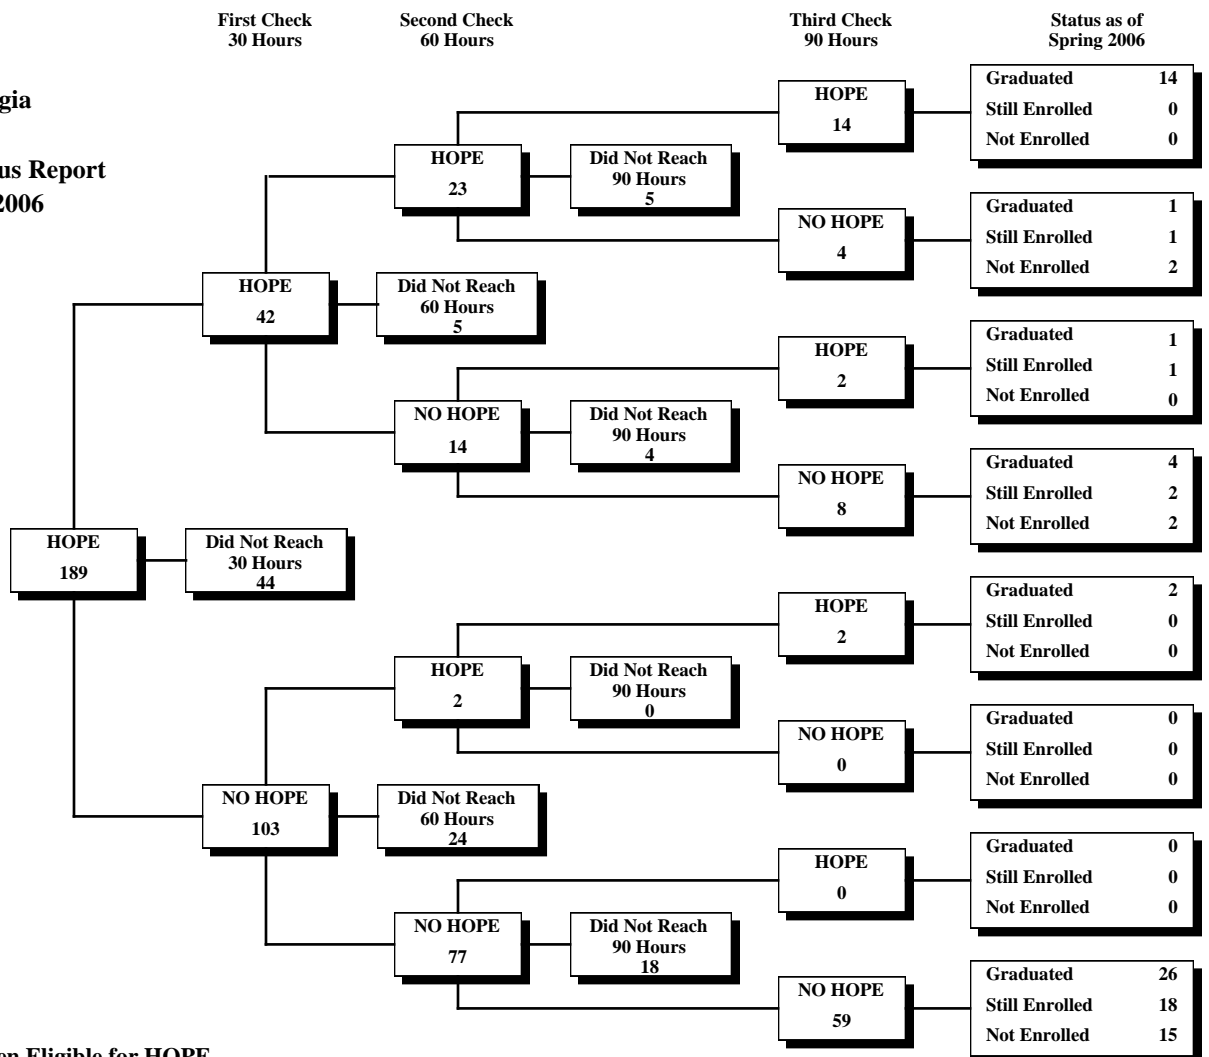 First Check
30 Hours
Second Check
60 Hours
Third Check
90 Hours
Status as of
Spring 2006
gia
us Report
2006
HOPE
189
Did Not Reach
30 Hours
44
HOPE
42
Did Not Reach
60 Hours
5
HOPE
23
Did Not Reach
90 Hours
5
HOPE
14
Graduated 14
Still Enrolled 0
Not Enrolled 0
NO HOPE
4
Graduated 1
Still Enrolled 1
Not Enrolled 2
NO HOPE
14
Did Not Reach
90 Hours
4
HOPE
2
Graduated 1
Still Enrolled 1
Not Enrolled 0
NO HOPE
8
Graduated 4
Still Enrolled 2
Not Enrolled 2
NO HOPE
103
Did Not Reach
60 Hours
24
HOPE
2
Did Not Reach
90 Hours
0
HOPE
2
Graduated 2
Still Enrolled 0
Not Enrolled 0
NO HOPE
0
Graduated 0
Still Enrolled 0
Not Enrolled 0
NO HOPE
77
Did Not Reach
90 Hours
18
HOPE
0
Graduated 0
Still Enrolled 0
Not Enrolled 0
NO HOPE
59
Graduated 26
Still Enrolled 18
Not Enrolled 15
en Eligible for HOPE